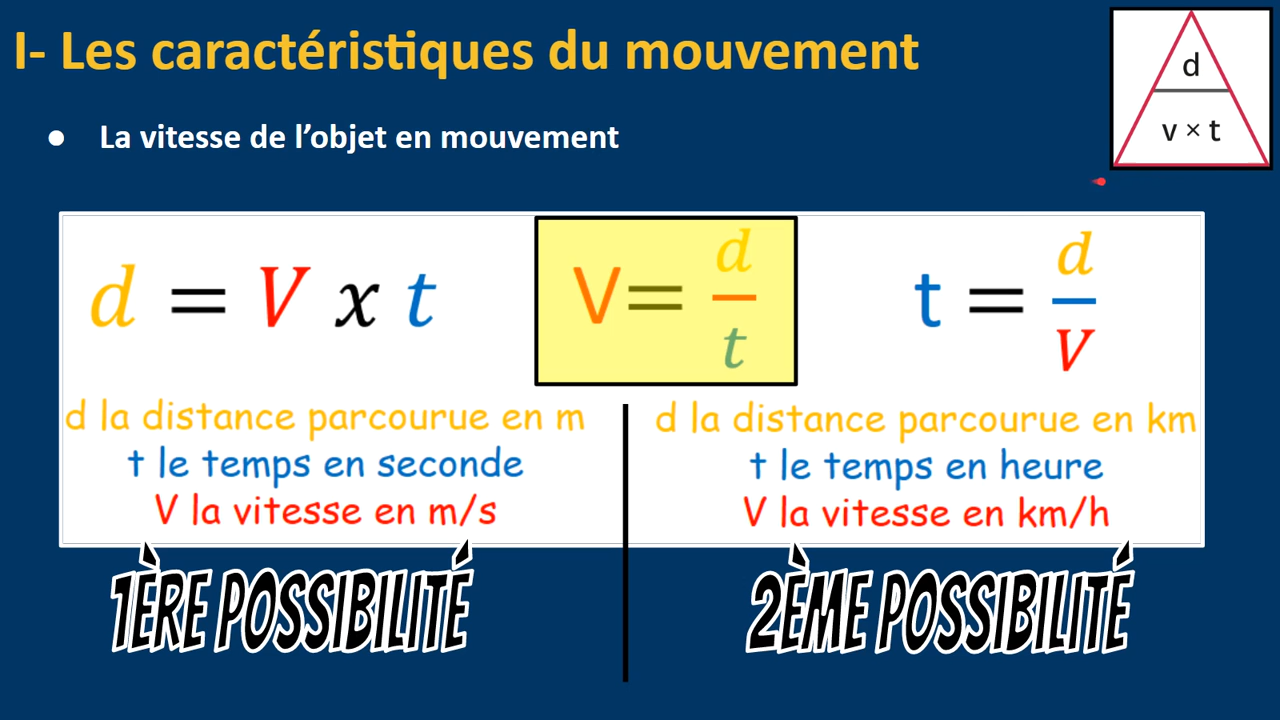 I- Les caractéristiques du mouvement
d
v × t
● La vitesse de l’objet en mouvement
d = V x t
V = d/t
t = d/V
d la distance parcourue en m
t le temps en seconde
V la vitesse en m/s
d la distance parcourue en km
t le temps en heure
V la vitesse en km/h
1ÈRE POSSIBILITÉ
2ÈME POSSIBILITÉ